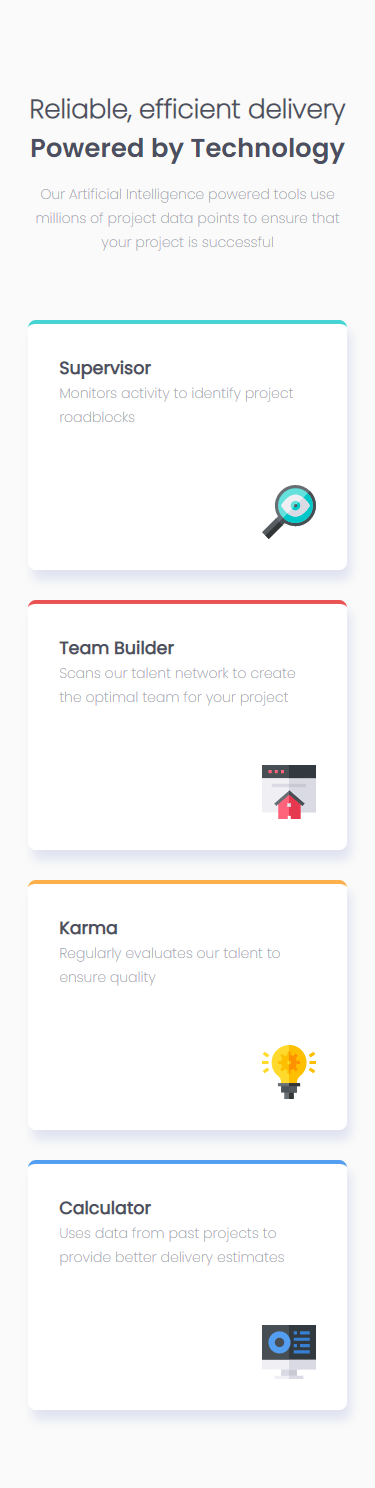 Reliable, efficient delivery
Powered by Technology
Our Artificial Intelligence powered tools use
millions of project data points to ensure that
your project is successful
Supervisor
Monitors activity to identify project
roadblocks
Team Builder
Scans our talent network to create
the optimal team for your project
Karma
Regularly evaluates our talent to
ensure quality
Calculator
Uses data from past projects to
provide better delivery estimates